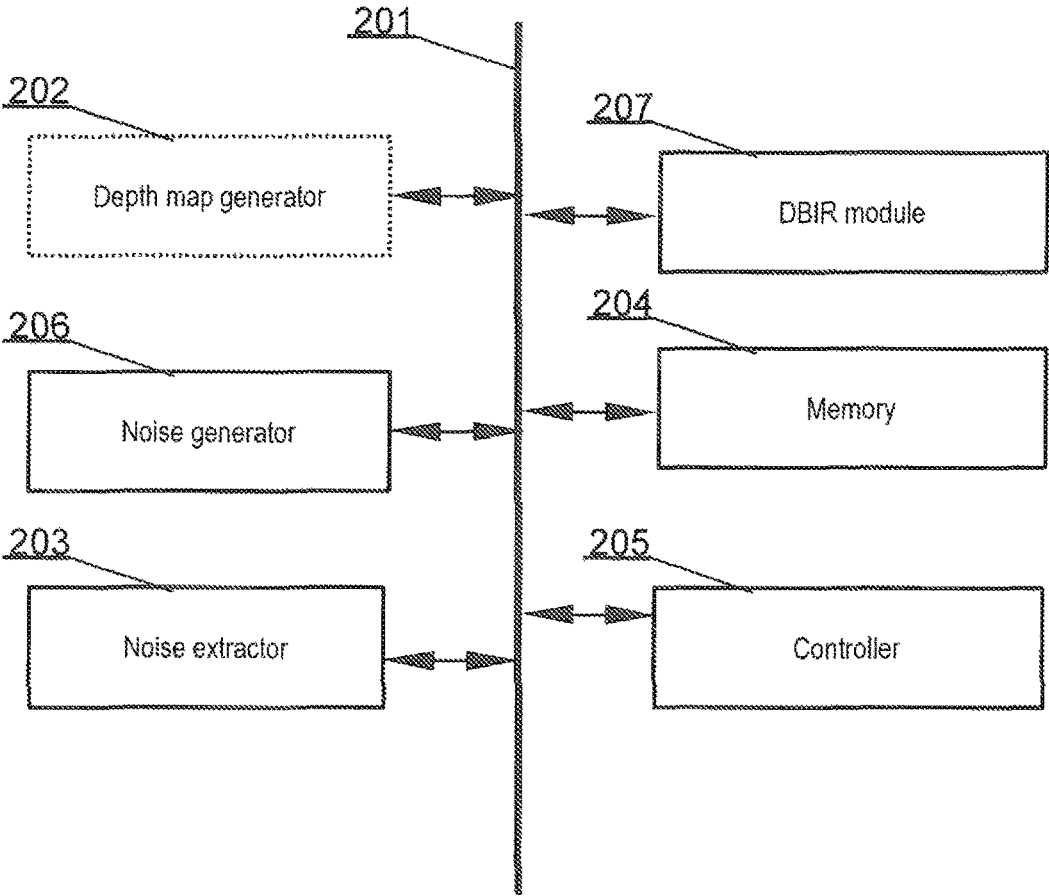 201
202
Depth map generator
207
DBIR module
206
Noise generator
204
Memory
203
Noise extractor
205
Controller